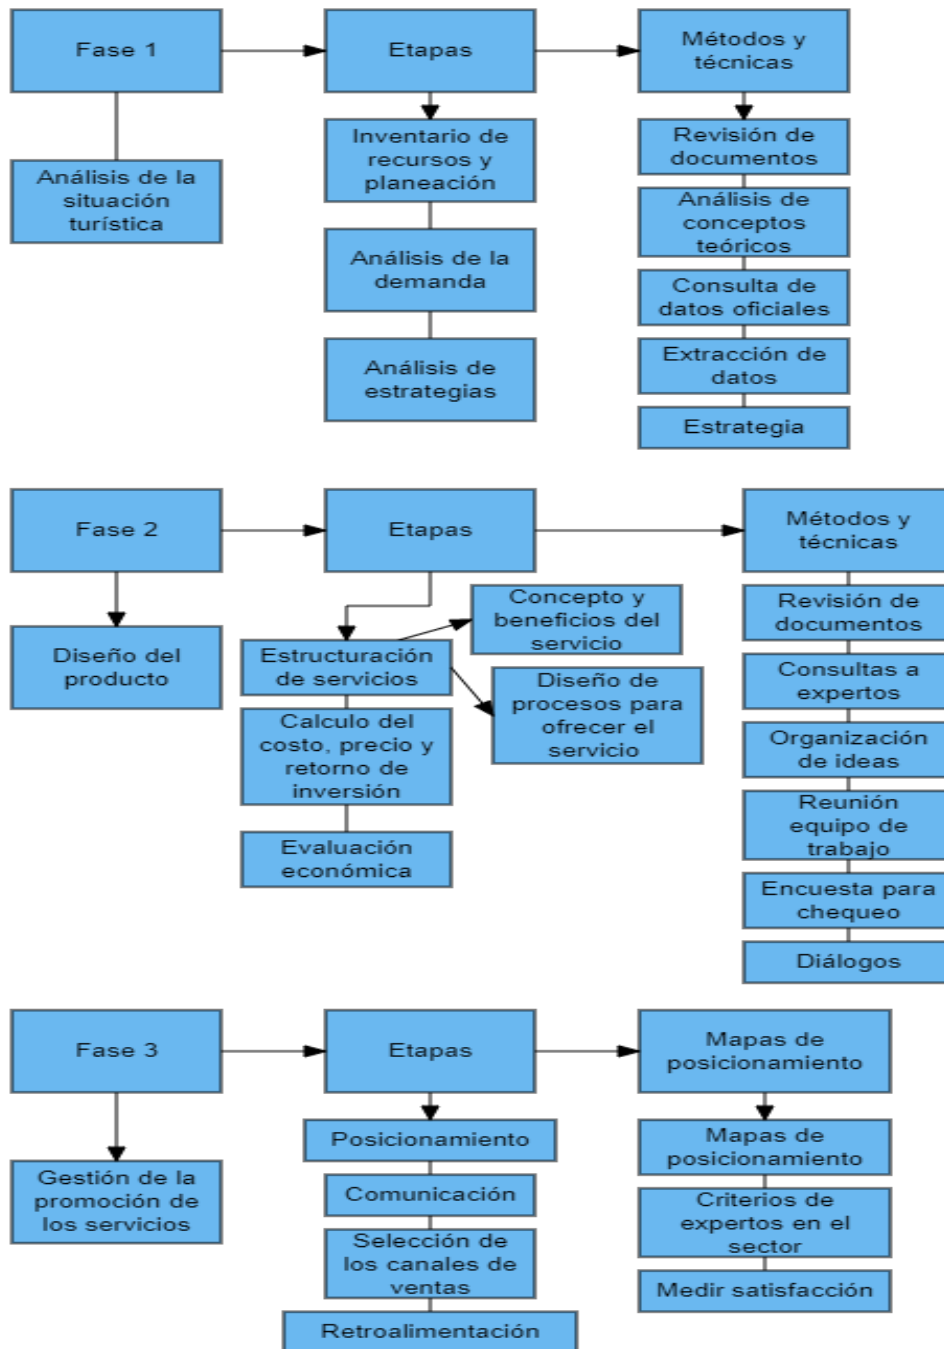 Fase 1
Etapas
Métodos y
técnicas
Análisis de la
situación
turística
Inventario de
recursos y
planeación
Análisis de la
demanda
Análisis de
estrategias
Revisión de
documentos
Análisis de
conceptos
teóricos
Consulta de
datos oficiales
Extracción de
datos
Estrategia
Fase 2
Etapas
Métodos y
técnicas
Diseño del
producto
Estructuración
de servicios
Concepto y
beneficios del
servicio
Diseño de
procesos para
ofrecer el
servicio
Calculo del
costo, precio y
retorno de
inversión
Evaluación
económica
Revisión de
documentos
Consultas a
expertos
Organización
de ideas
Reunión
equipo de
trabajo
Encuesta para
chequeo
Diálogos
Fase 3
Etapas
Mapas de
posicionamiento
Gestión de la
promoción de
los servicios
Posicionamiento
Comunicación
Selección de
los canales de
ventas
Retroalimentación
Mapas de
posicionamiento
Criterios de
expertos en el
sector
Medir satisfacción